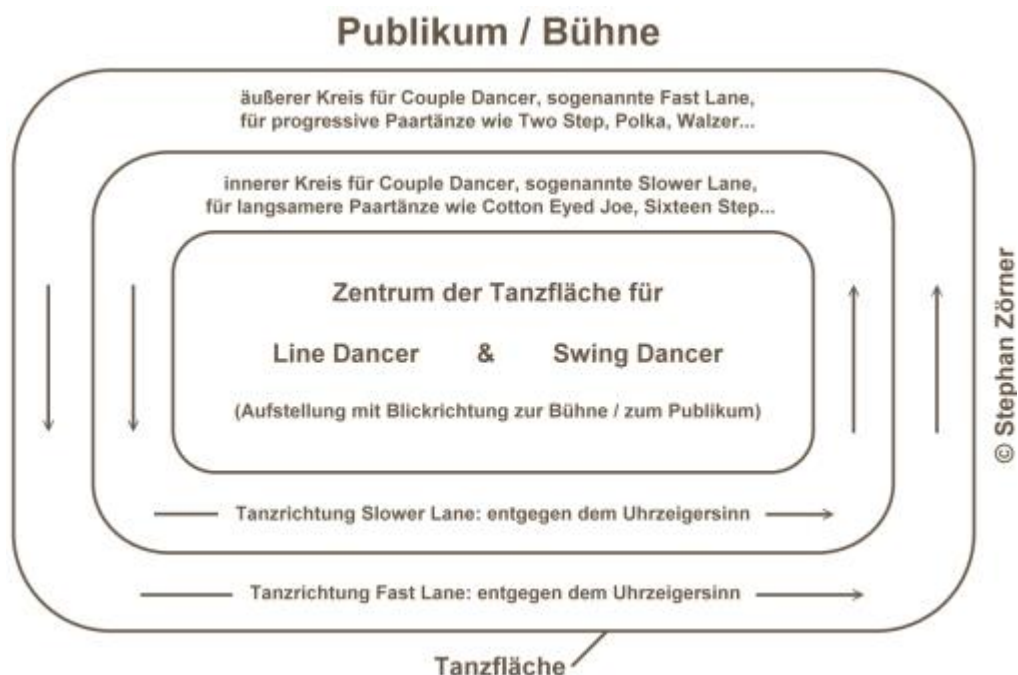 Publikum / Bühne
äußerer Kreis für Couple Dancer, sogenannte Fast Lane,
für progressive Paartänze wie Two Step, Polka, Walzer...
innerer Kreis für Couple Dancer, sogenannte Slower Lane,
für langsamere Paartänze wie Cotton Eyed Joe, Sixteen Step...
Zentrum der Tanzfläche für
Line Dancer & Swing Dancer
(Aufstellung mit Blickrichtung zur Bühne / zum Publikum)
Tanzrichtung Slower Lane: entgegen dem Uhrzeigersinn
Tanzrichtung Fast Lane: entgegen dem Uhrzeigersinn
Tanzfläche
© Stephan Zörner